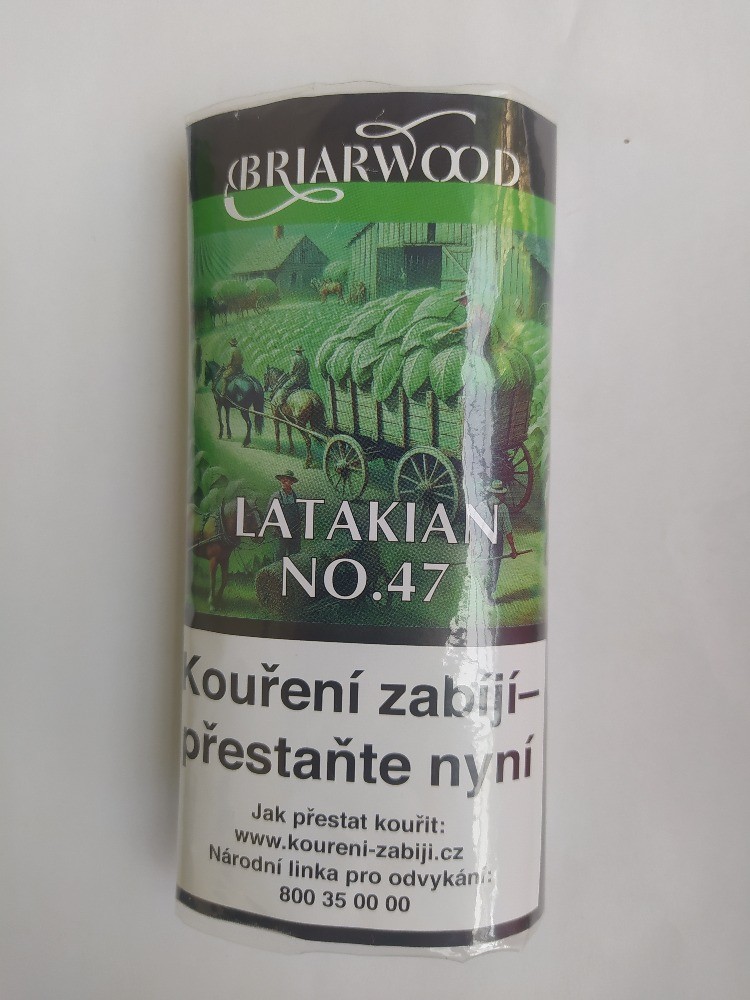 BRIARWOOD
LATAKIAN
NO.47
Kouření zabíjí–
přestaňte nyní
Jak přestat kouřit:
www.koureni-zabiji.cz
Národní linka pro odvykání:
800 35 00 00